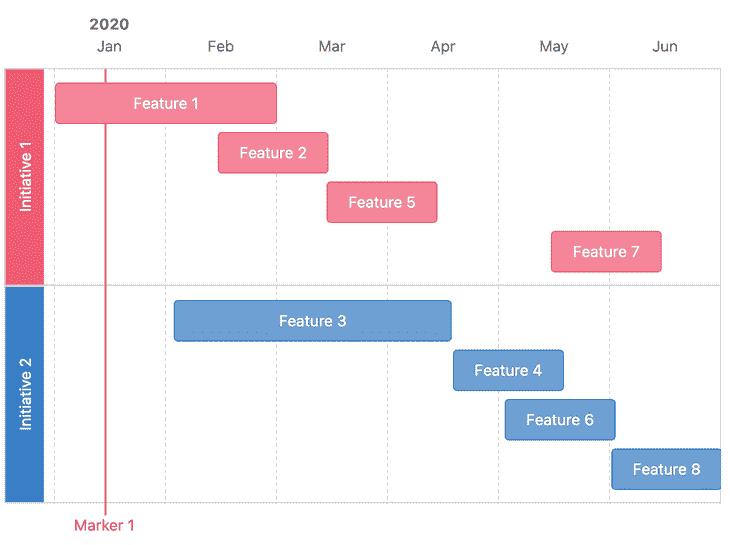 2020
Jan Feb Mar Apr May Jun
Initiative 1
Feature 1
Feature 2
Feature 5
Feature 7
Initiative 2
Feature 3
Feature 4
Feature 6
Feature 8
Marker 1